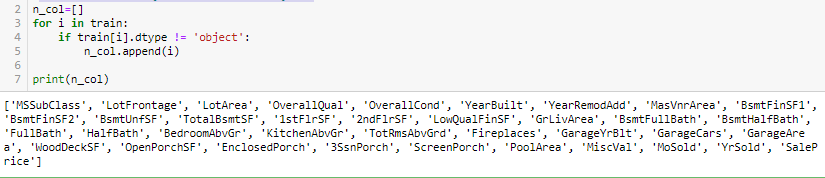 2 n_col=[]
3 for i in train:
4     if train[i].dtype != 'object':
5         n_col.append(i)
6
7 print(n_col)
['MSSubClass', 'LotFrontage', 'LotArea', 'OverallQual', 'OverallCond', 'YearBuilt', 'YearRemodAdd', 'MasVnrArea', 'BsmtFinSF1',
'BsmtFinSF2', 'BsmtUnfSF', 'TotalBsmtSF', '1stFlrSF', '2ndFlrSF', 'LowQualFinSF', 'GrLivArea', 'BsmtFullBath', 'BsmtHalfBath',
'FullBath', 'HalfBath', 'BedroomAbvGr', 'KitchenAbvGr', 'TotRmsAbvGrd', 'Fireplaces', 'GarageYrBlt', 'GarageCars', 'GarageAre
a', 'WoodDeckSF', 'OpenPorchSF', 'EnclosedPorch', '3SsnPorch', 'ScreenPorch', 'PoolArea', 'MiscVal', 'MoSold', 'YrSold', 'SaleP
rice']